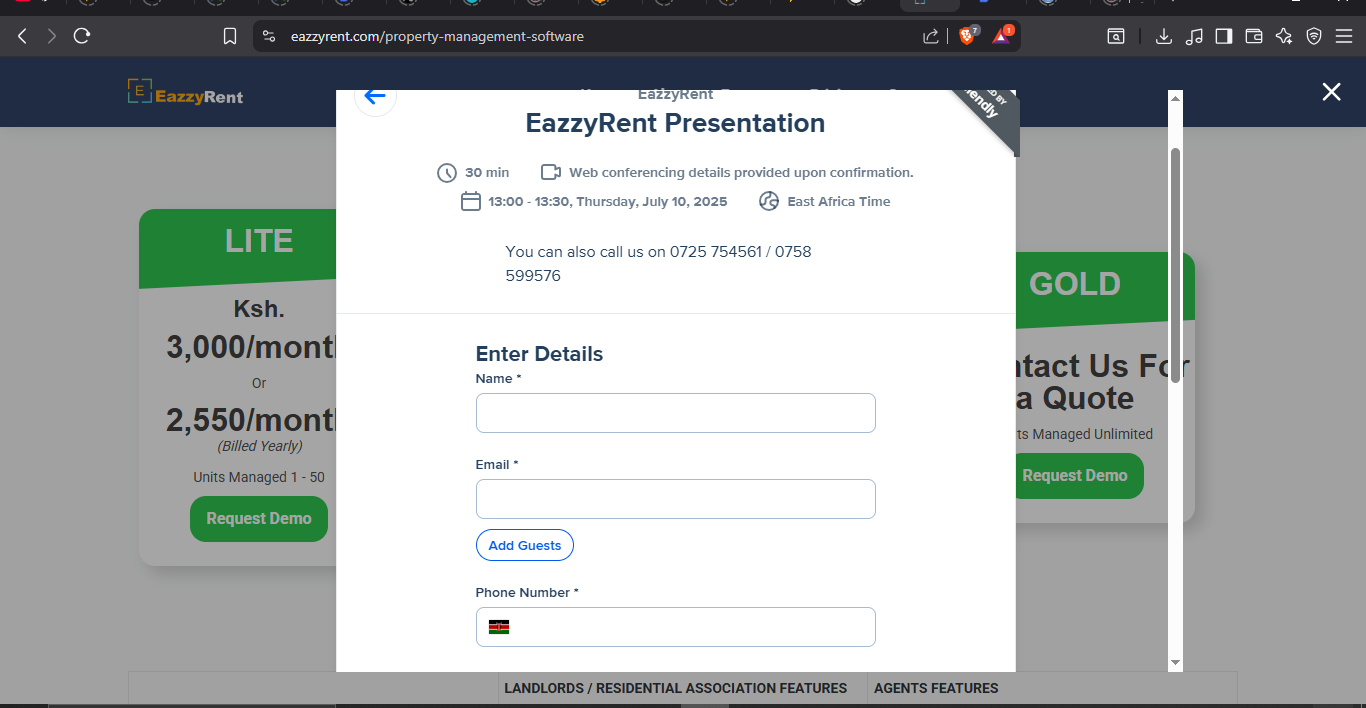 eazzyrent.com/property-management-software
7
1
E
EazzyRent
EazzyRent
EazzyRent Presentation
30 min
Web conferencing details provided upon confirmation.
13:00 - 13:30, Thursday, July 10, 2025
East Africa Time
You can also call us on 0725 754561 / 0758
599576
LITE
Ksh.
3,000/mont
Or
2,550/mont
(Billed Yearly)
Units Managed 1 - 50
Request Demo
Enter Details
Name *
Email *
Add Guests
Phone Number *
GOLD
ntact Us For
a Quote
ts Managed Unlimited
Request Demo
LANDLORDS / RESIDENTIAL ASSOCIATION FEATURES
AGENTS FEATURES